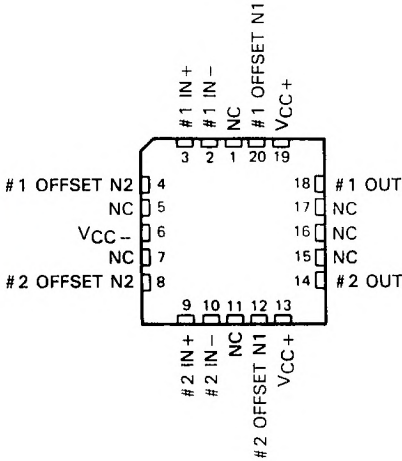 #1 IN+
#1 IN−
NC
#1 OFFSET N1
VCC+
3 2 1 20 19
#1 OFFSET N2 4
NC 5
VCC− 6
NC 7
#2 OFFSET N2 8
18 #1 OUT
17 NC
16 NC
15 NC
14 #2 OUT
9 10 11 12 13
#2 IN+
#2 IN−
NC
#2 OFFSET N1
VCC+